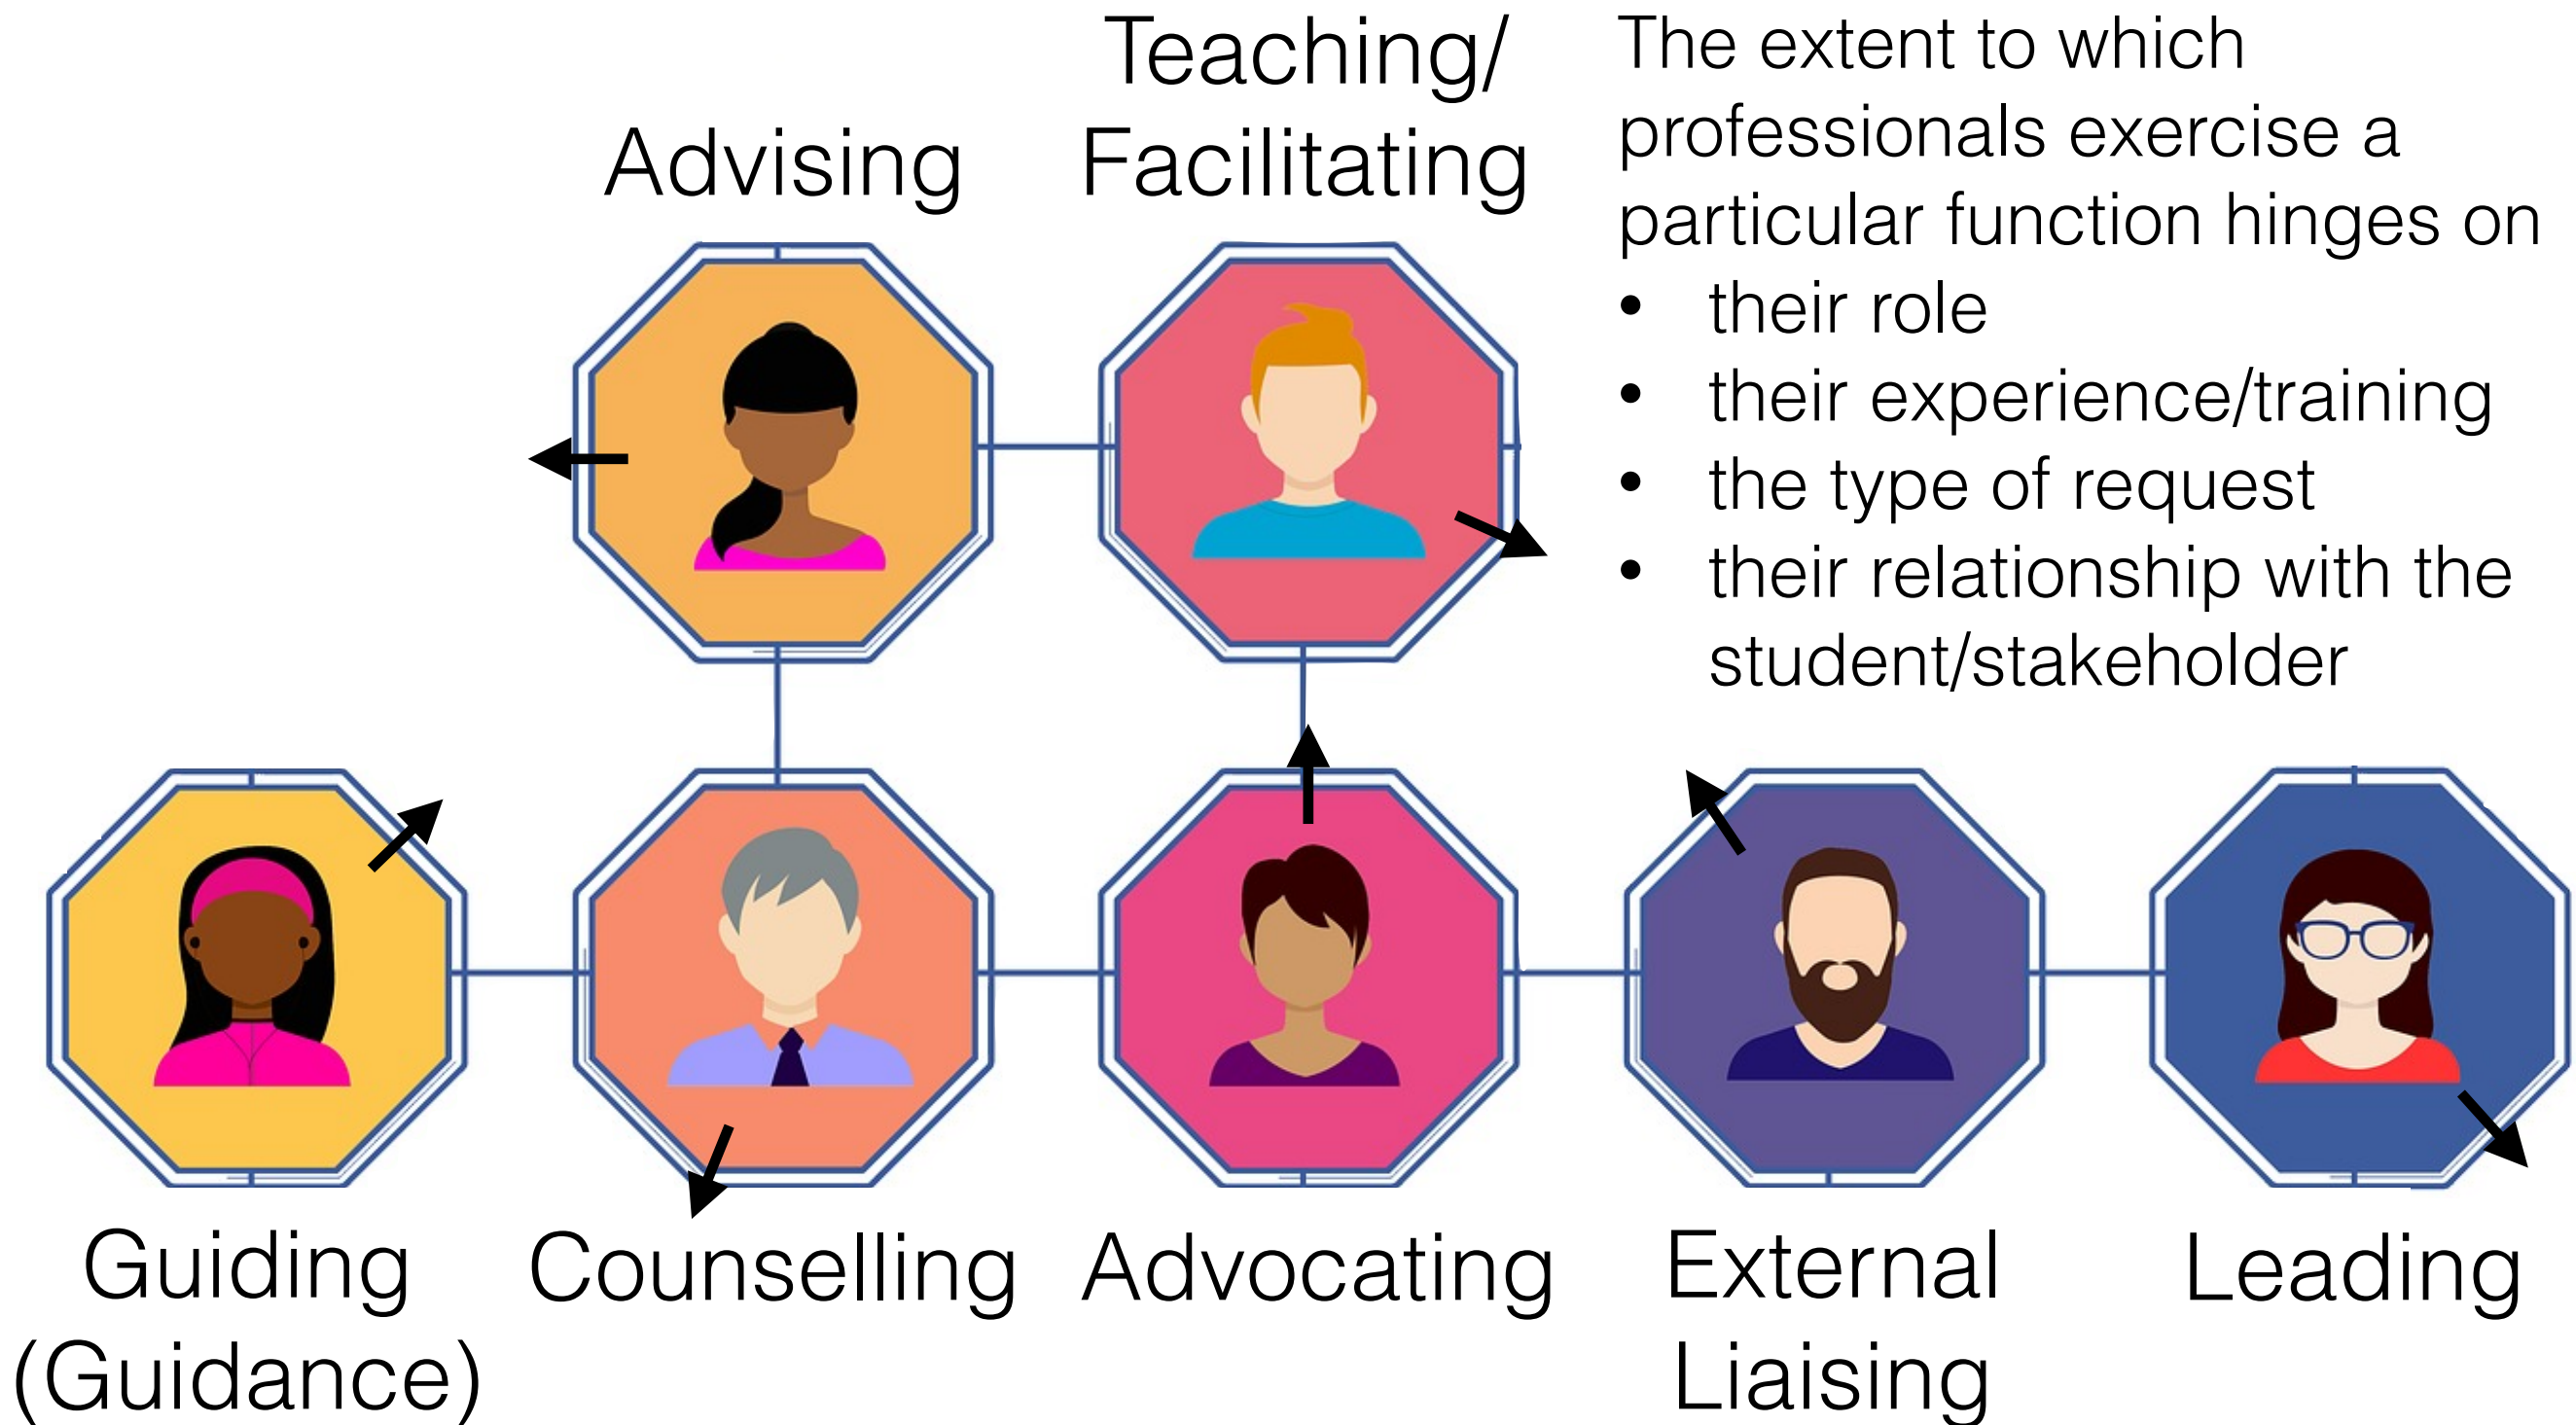 Advising
Teaching/
Facilitating
The extent to which
professionals exercise a
particular function hinges on
• their role
• their experience/training
• the type of request
• their relationship with the
student/stakeholder
Guiding
(Guidance)
Counselling
Advocating
External
Liaising
Leading